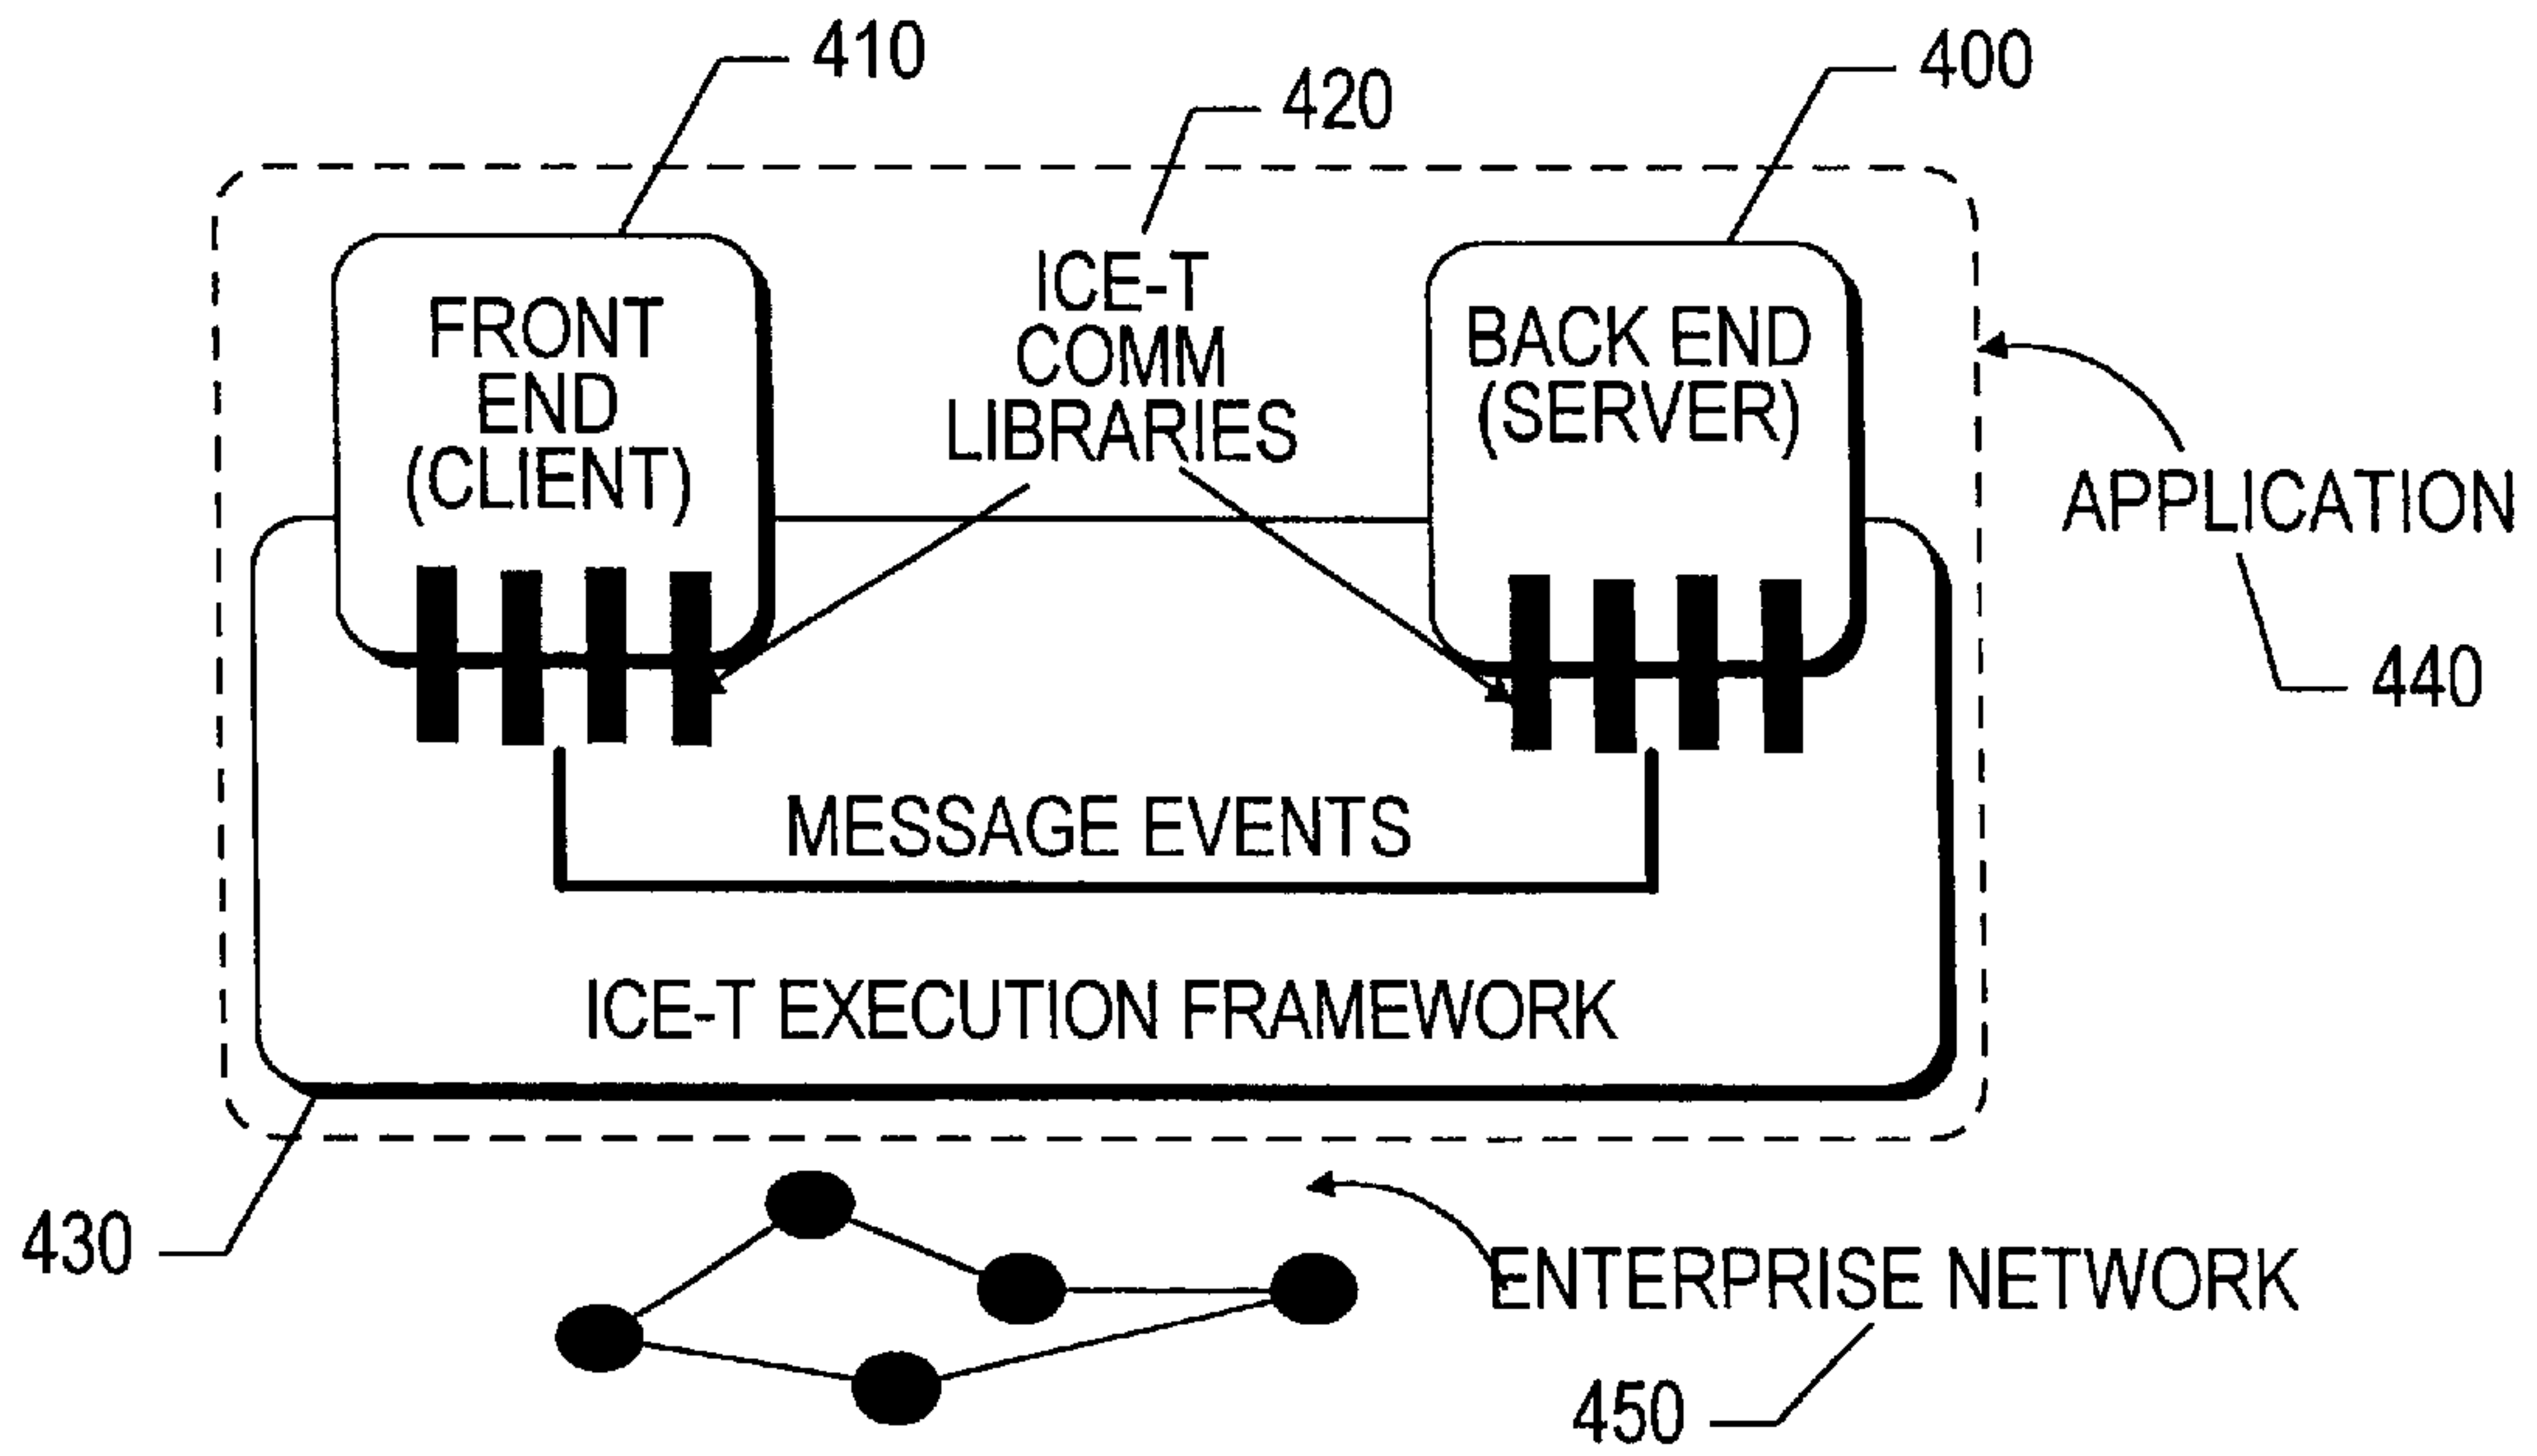 410
400
420
FRONT
END
(CLIENT)
ICE-T
COMM
LIBRARIES
BACK END
(SERVER)
APPLICATION
440
MESSAGE EVENTS
ICE-T EXECUTION FRAMEWORK
430
ENTERPRISE NETWORK
450